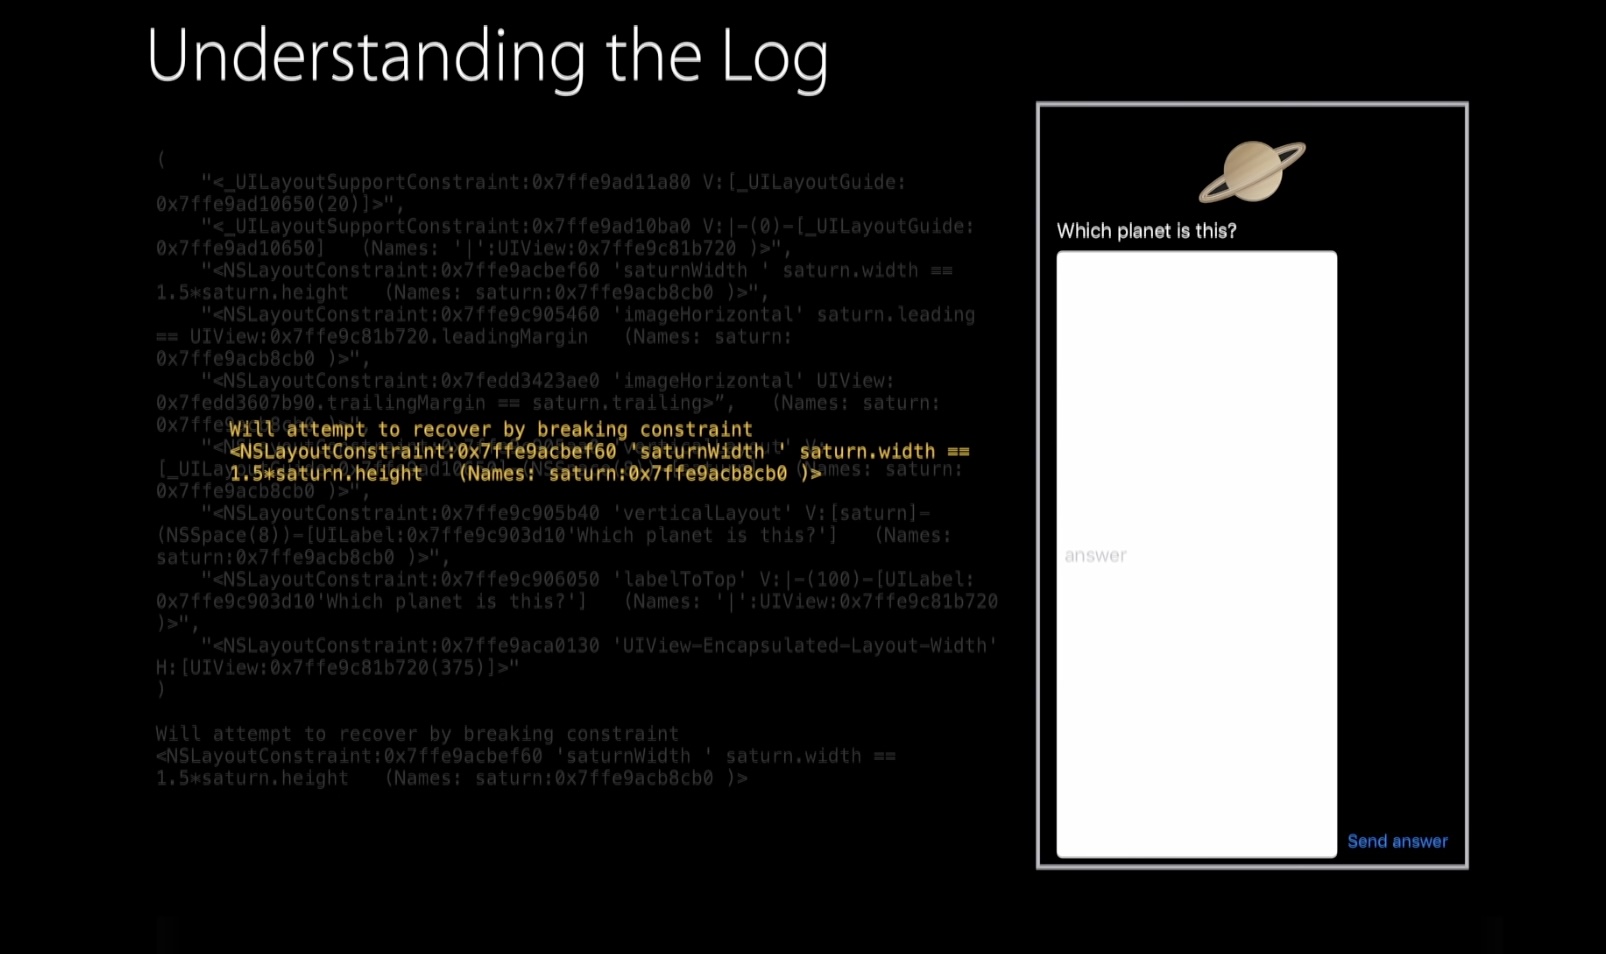 Understanding the Log
(
"<_UILayoutSupportConstraint:0x7ffe9ad11a80 V:[_UILayoutGuide:
0x7ffe9ad10650(20)]>",
"<_UILayoutSupportConstraint:0x7ffe9ad10ba0 V:|-(0)-[_UILayoutGuide:
0x7ffe9ad10650]   (Names: '|':UIView:0x7ffe9c81b720 )>",
"<NSLayoutConstraint:0x7ffe9acbef60 'saturnWidth ' saturn.width ==
1.5*saturn.height   (Names: saturn:0x7ffe9acb8cb0 )>",
"<NSLayoutConstraint:0x7ffe9c905460 'imageHorizontal' saturn.leading
== UIView:0x7ffe9c81b720.leadingMargin   (Names: saturn:
0x7ffe9acb8cb0 )>",
"<NSLayoutConstraint:0x7fedd3423ae0 'imageHorizontal' UIView:
0x7fedd3607b90.trailingMargin == saturn.trailing>”,   (Names: saturn:
Will attempt to recover by breaking constraint
<NSLayoutConstraint:0x7ffe9acbef60 'saturnWidth ' saturn.width ==
1.5*saturn.height   (Names: saturn:0x7ffe9acb8cb0 )>
saturn:
0x7ffe9acb8cb0 )>",
"<NSLayoutConstraint:0x7ffe9c905b40 'verticalLayout' V:[saturn]-
(NSSpace(8))-[UILabel:0x7ffe9c903d10'Which planet is this?']   (Names:
saturn:0x7ffe9acb8cb0 )>",
"<NSLayoutConstraint:0x7ffe9c906050 'labelToTop' V:|-(100)-[UILabel:
0x7ffe9c903d10'Which planet is this?']   (Names: '|':UIView:0x7ffe9c81b720
)>",
"<NSLayoutConstraint:0x7ffe9aca0130 'UIView-Encapsulated-Layout-Width'
H:[UIView:0x7ffe9c81b720(375)]>"
)
Will attempt to recover by breaking constraint
<NSLayoutConstraint:0x7ffe9acbef60 'saturnWidth ' saturn.width ==
1.5*saturn.height   (Names: saturn:0x7ffe9acb8cb0 )>
Which planet is this?
answer
Send answer